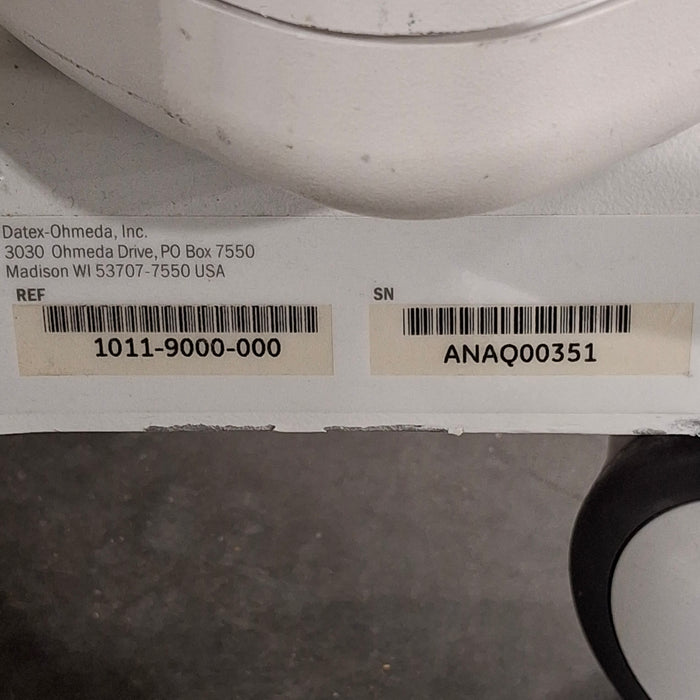 Datex-Ohmeda, Inc.
3030 Ohmeda Drive, PO Box 7550
Madison WI 53707-7550 USA
REF
1011-9000-000
SN
ANAQ00351